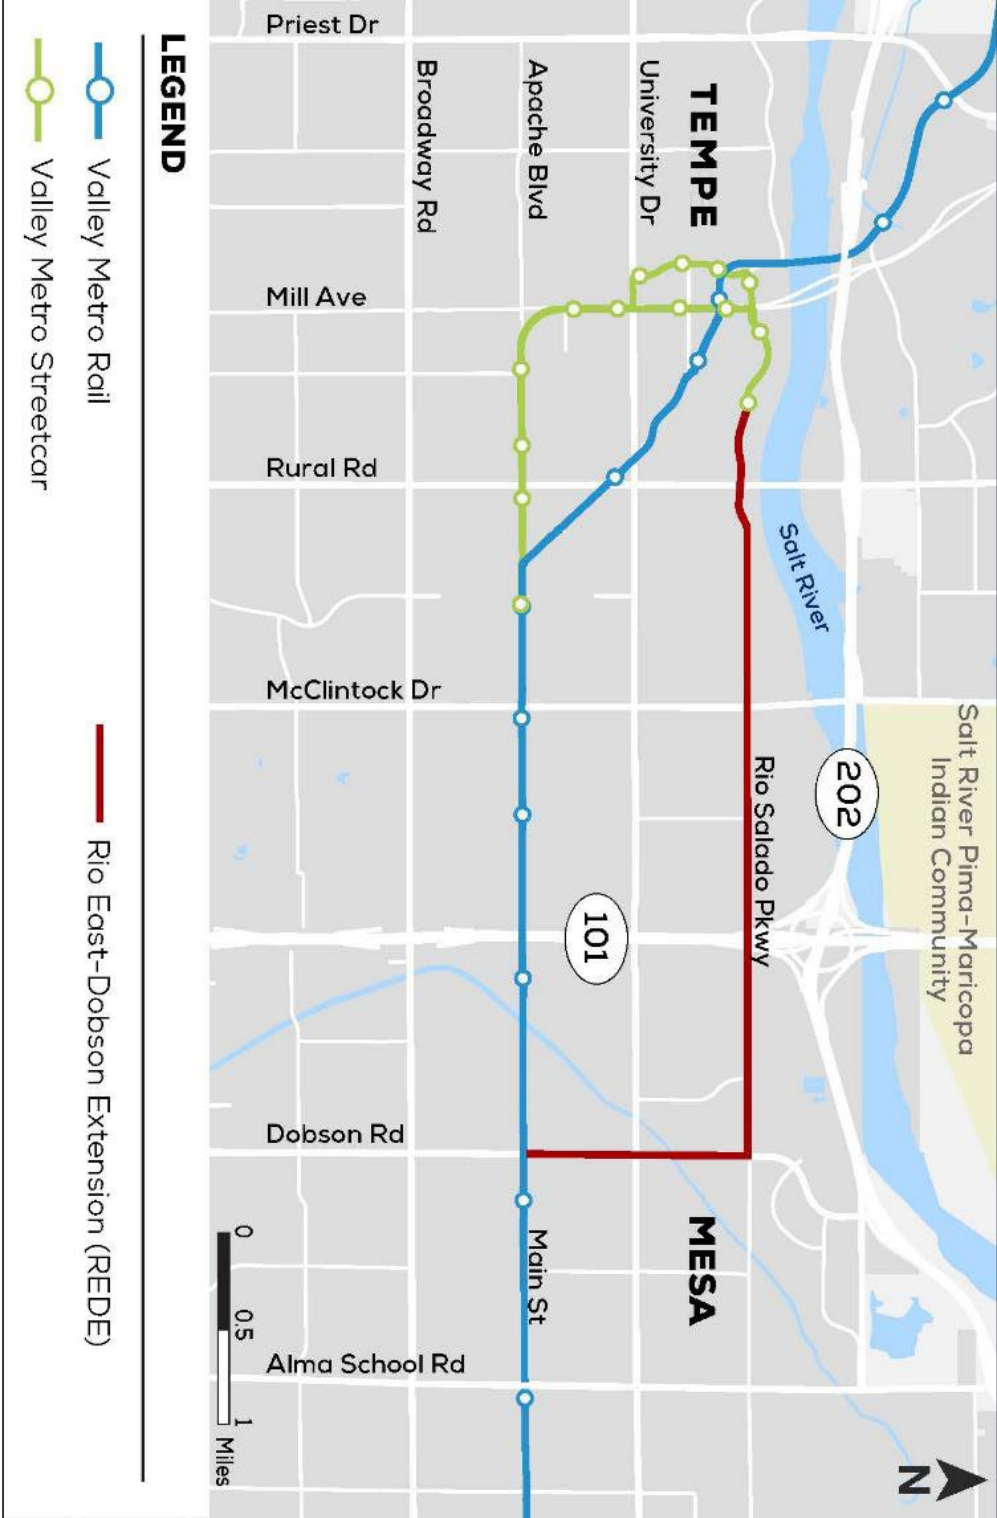 Salt River Pima-Maricopa
Indian Community
N
202
Salt River
Rio Salado Pkwy
TEMPE
MESA
University Dr
101
Apache Blvd
Main St
Broadway Rd
Priest Dr
Mill Ave
Rural Rd
McClintock Dr
Dobson Rd
Alma School Rd
0 0.5 1
Miles
LEGEND
Valley Metro Rail
Rio East-Dobson Extension (REDE)
Valley Metro Streetcar